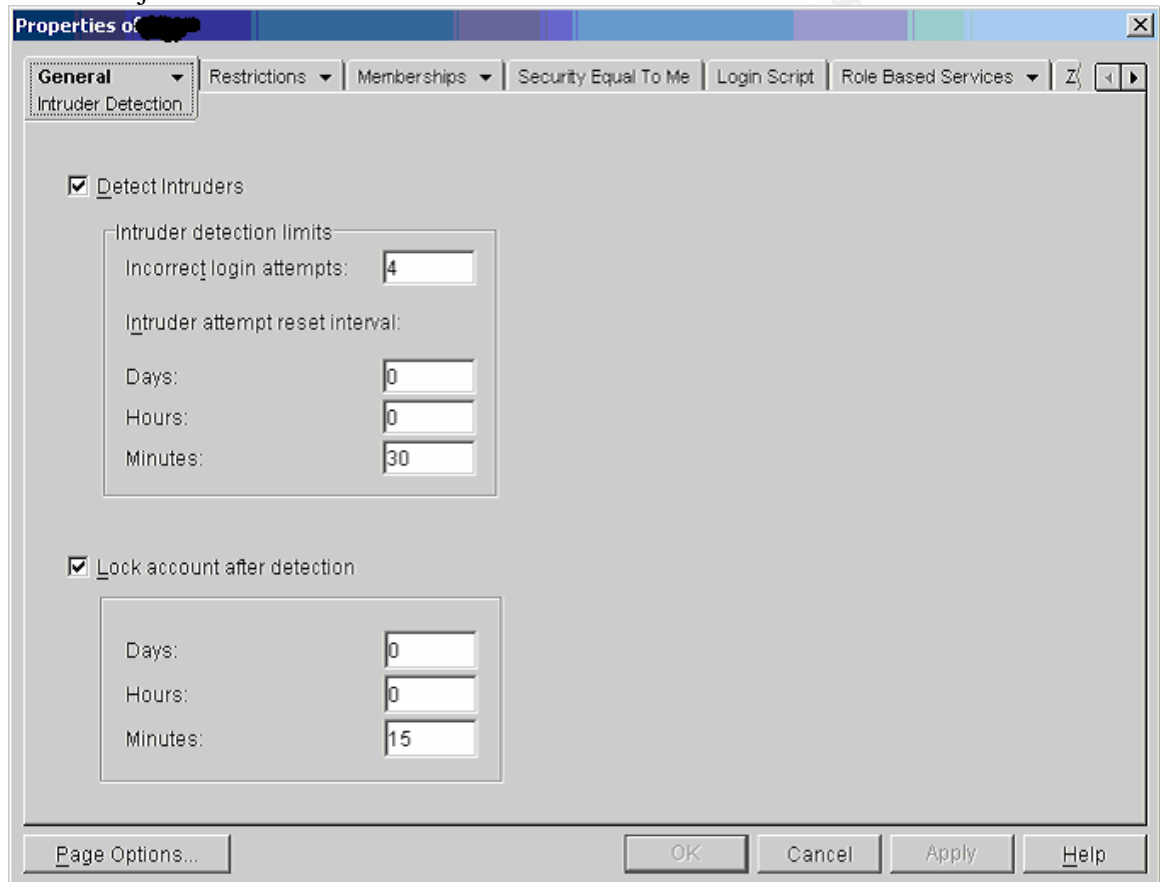 Properties of
General Restrictions Memberships Security Equal To Me Login Script Role Based Services
Intruder Detection
Detect Intruders
Intruder detection limits
Incorrect login attempts: 4
Intruder attempt reset interval:
Days: 0
Hours: 0
Minutes: 30
Lock account after detection
Days: 0
Hours: 0
Minutes: 15
Page Options... OK Cancel Apply Help